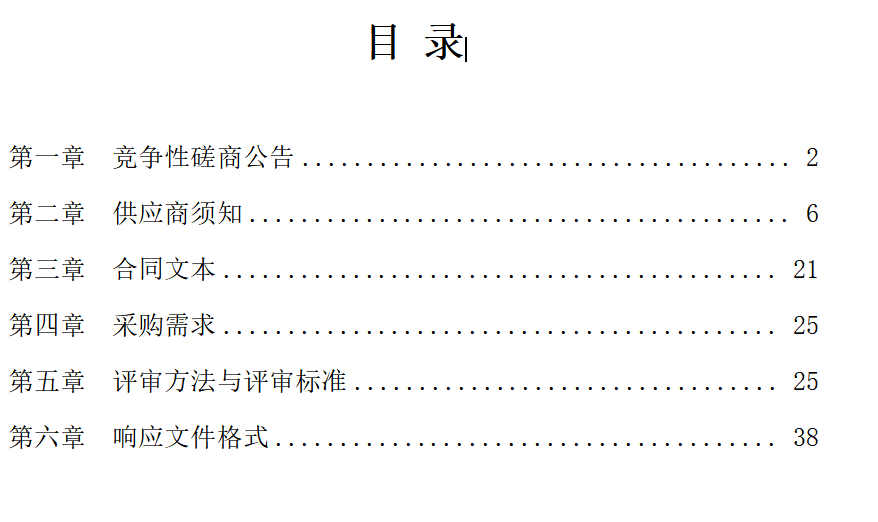 目 录
第一章 竞争性磋商公告...................................... 2
第二章 供应商须知.......................................... 6
第三章 合同文本........................................... 21
第四章 采购需求........................................... 25
第五章 评审方法与评审标准................................. 25
第六章 响应文件格式....................................... 38